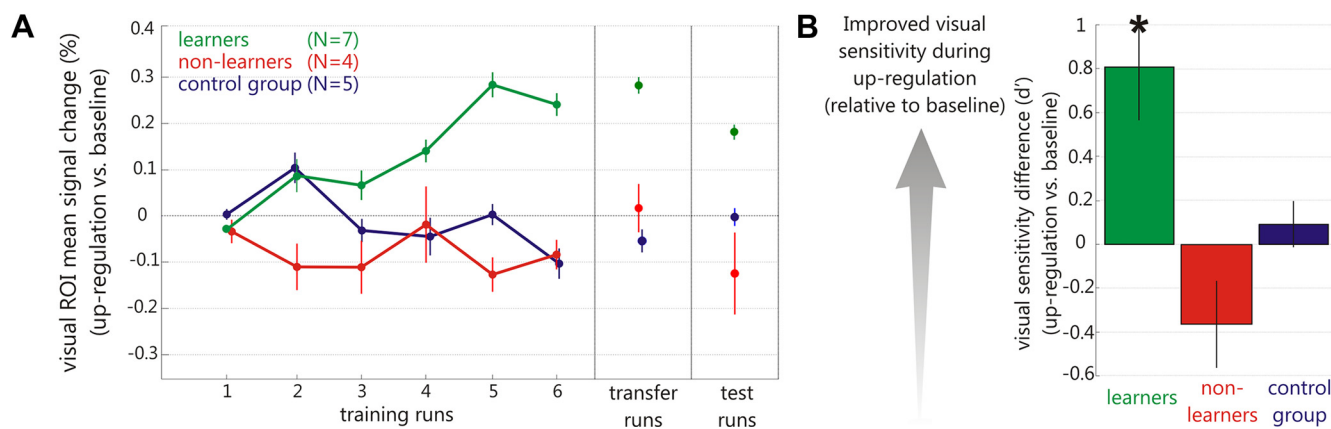 A
visual ROI mean signal change (%)
(up-regulation vs. baseline)
0.4
0.3
0.2
0.1
0
-0.1
-0.2
-0.3
learners (N=7)
non-learners (N=4)
control group (N=5)
1 2 3 4 5 6
training runs
transfer
runs
test
runs
B
Improved visual
sensitivity during
up-regulation
(relative to baseline)
visual sensitivity difference (d')
(up-regulation vs. baseline)
1
0.8
0.6
0.4
0.2
0
-0.2
-0.4
-0.6
*
learners
non-
learners
control
group